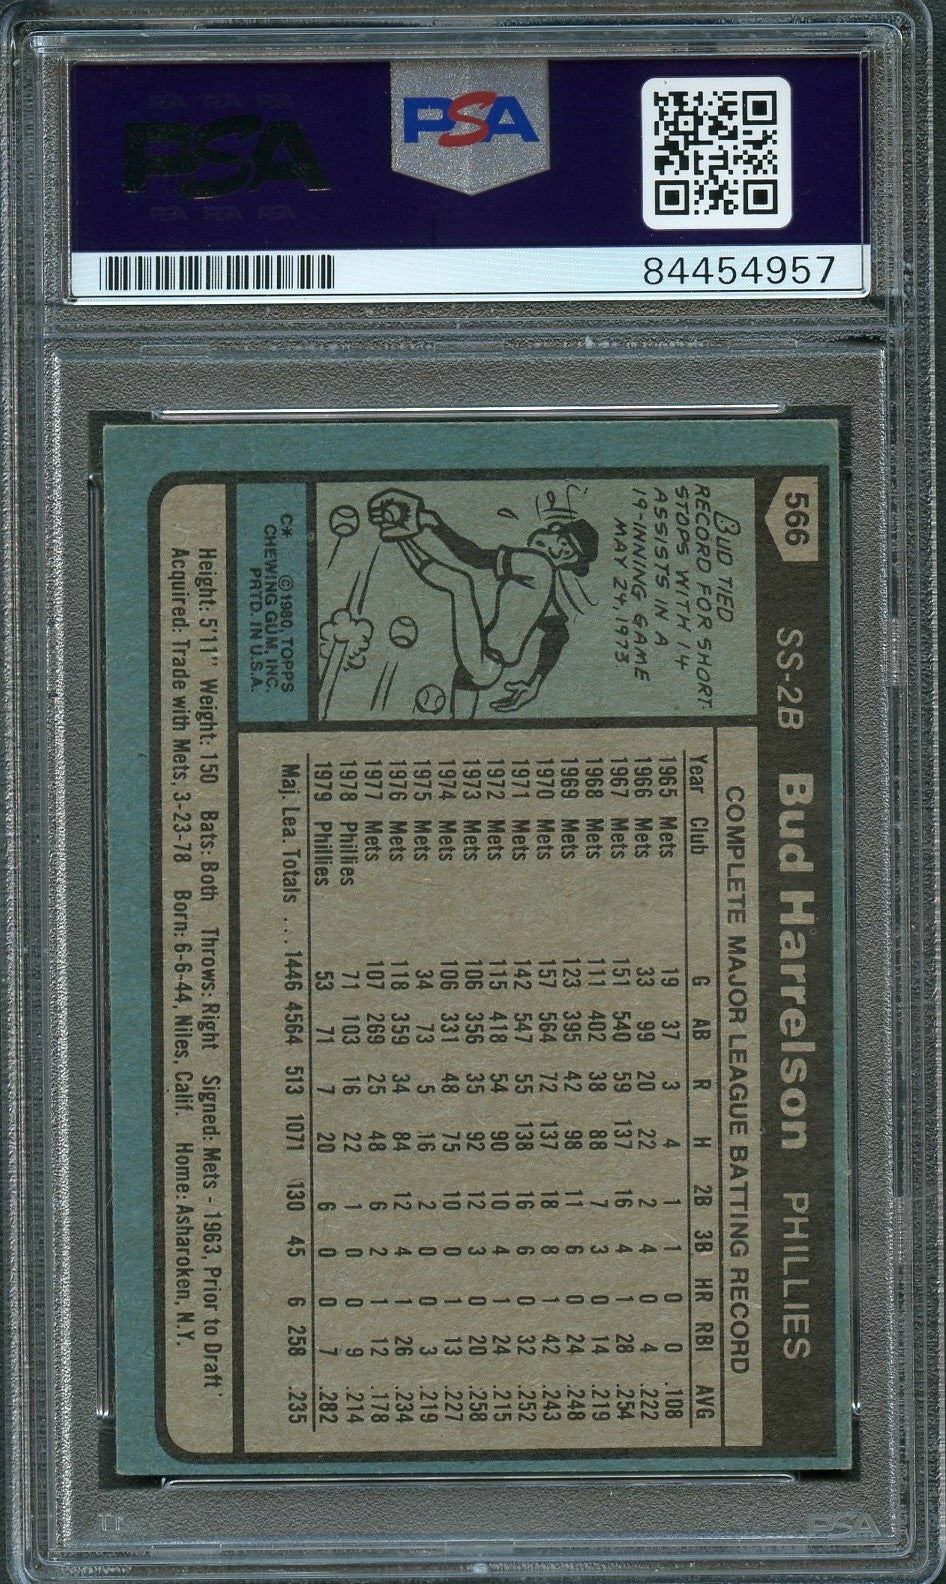 PSA
PSA
84454957
566 SS-2B Bud Harrelson PHILLIES
BUD TIED
RECORD FOR SHORT
STOPS WITH 14
ASSISTS IN A
19-INNING GAME
MAY 24, 1973
C* © 1980, TOPPS
CHEWING GUM, INC.
PRTD. IN U.S.A.
COMPLETE MAJOR LEAGUE BATTING RECORD
Year Club G AB R H 2B 3B HR RBI AVG
1965 Mets 19 37 3 4 1 1 0 0 .108
1966 Mets 33 99 20 22 2 4 0 4 .222
1967 Mets 151 540 59 137 16 4 1 28 .254
1968 Mets 111 402 38 88 7 3 0 14 .219
1969 Mets 123 395 42 98 11 6 0 24 .248
1970 Mets 157 564 72 137 18 8 1 42 .243
1971 Mets 142 547 55 138 16 6 0 32 .252
1972 Mets 115 418 54 90 10 4 1 24 .215
1973 Mets 106 356 35 92 12 3 0 20 .258
1974 Mets 106 331 48 75 10 0 1 13 .227
1975 Mets 34 73 5 16 2 0 0 3 .219
1976 Mets 118 359 34 84 12 4 1 26 .234
1977 Mets 107 269 25 48 6 2 1 12 .178
1978 Phillies 71 103 16 22 1 0 0 9 .214
1979 Phillies 53 71 7 20 6 0 0 7 .282
Maj. Lea. Totals ... 1446 4564 513 1071 130 45 6 258 .235
Height: 5'11" Weight: 150 Bats: Both Throws: Right Signed: Mets - 1963, Prior to Draft
Acquired: Trade with Mets, 3-23-78 Born: 6-6-44, Niles, Calif. Home: Asharoken, N.Y.
PSA